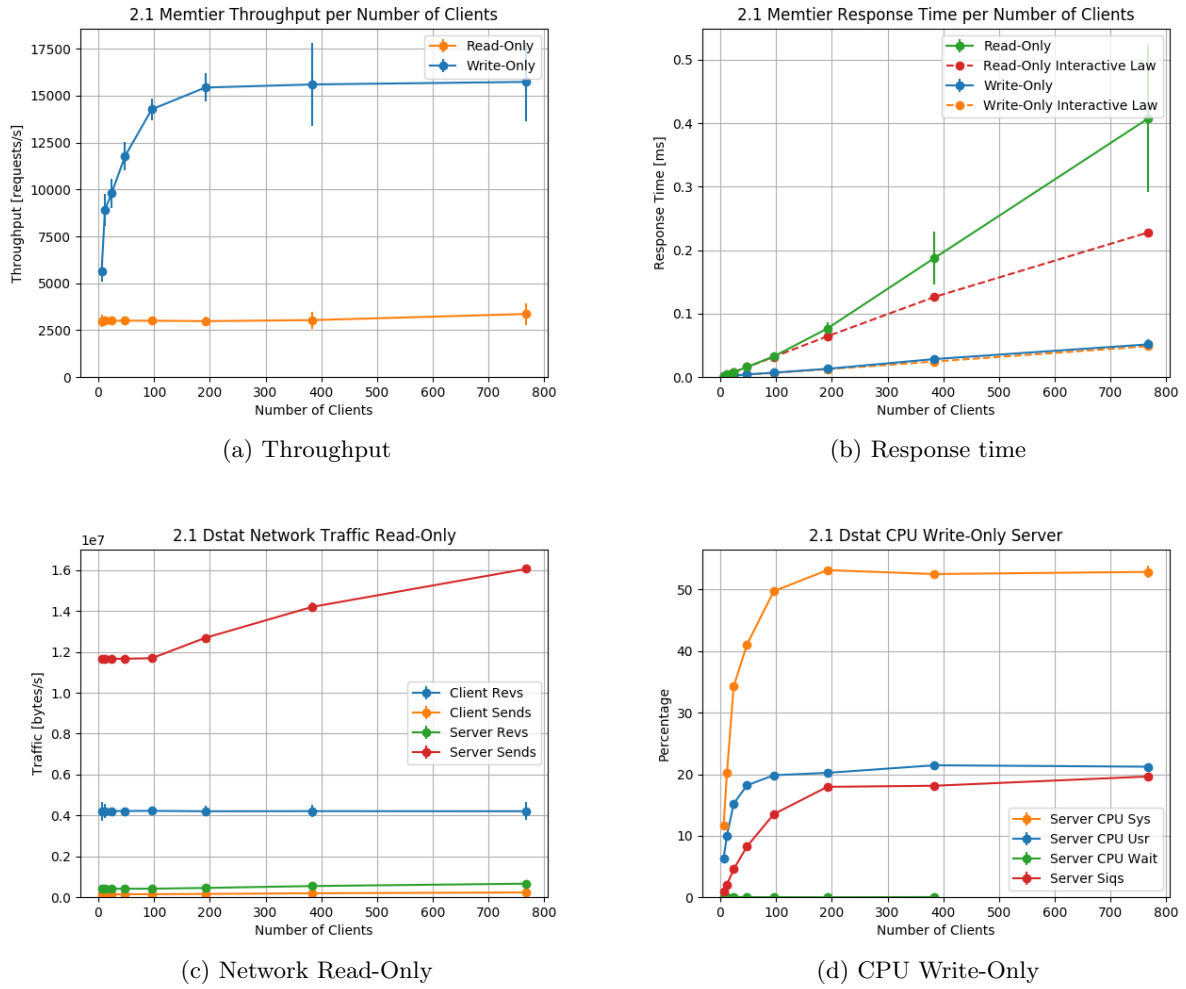 2.1 Memtier Throughput per Number of Clients
Throughput [requests/s]
17500
15000
12500
10000
7500
5000
2500
0
Read-Only
Write-Only
0 100 200 300 400 500 600 700 800
Number of Clients
(a) Throughput
2.1 Memtier Response Time per Number of Clients
Response Time [ms]
0.5
0.4
0.3
0.2
0.1
0.0
Read-Only
Read-Only Interactive Law
Write-Only
Write-Only Interactive Law
0 100 200 300 400 500 600 700 800
Number of Clients
(b) Response time
2.1 Dstat Network Traffic Read-Only
1e7
Traffic [bytes/s]
1.6
1.4
1.2
1.0
0.8
0.6
0.4
0.2
0.0
Client Revs
Client Sends
Server Revs
Server Sends
0 100 200 300 400 500 600 700 800
Number of Clients
(c) Network Read-Only
2.1 Dstat CPU Write-Only Server
Percentage
50
40
30
20
10
0
Server CPU Sys
Server CPU Usr
Server CPU Wait
Server Siqs
0 100 200 300 400 500 600 700 800
Number of Clients
(d) CPU Write-Only